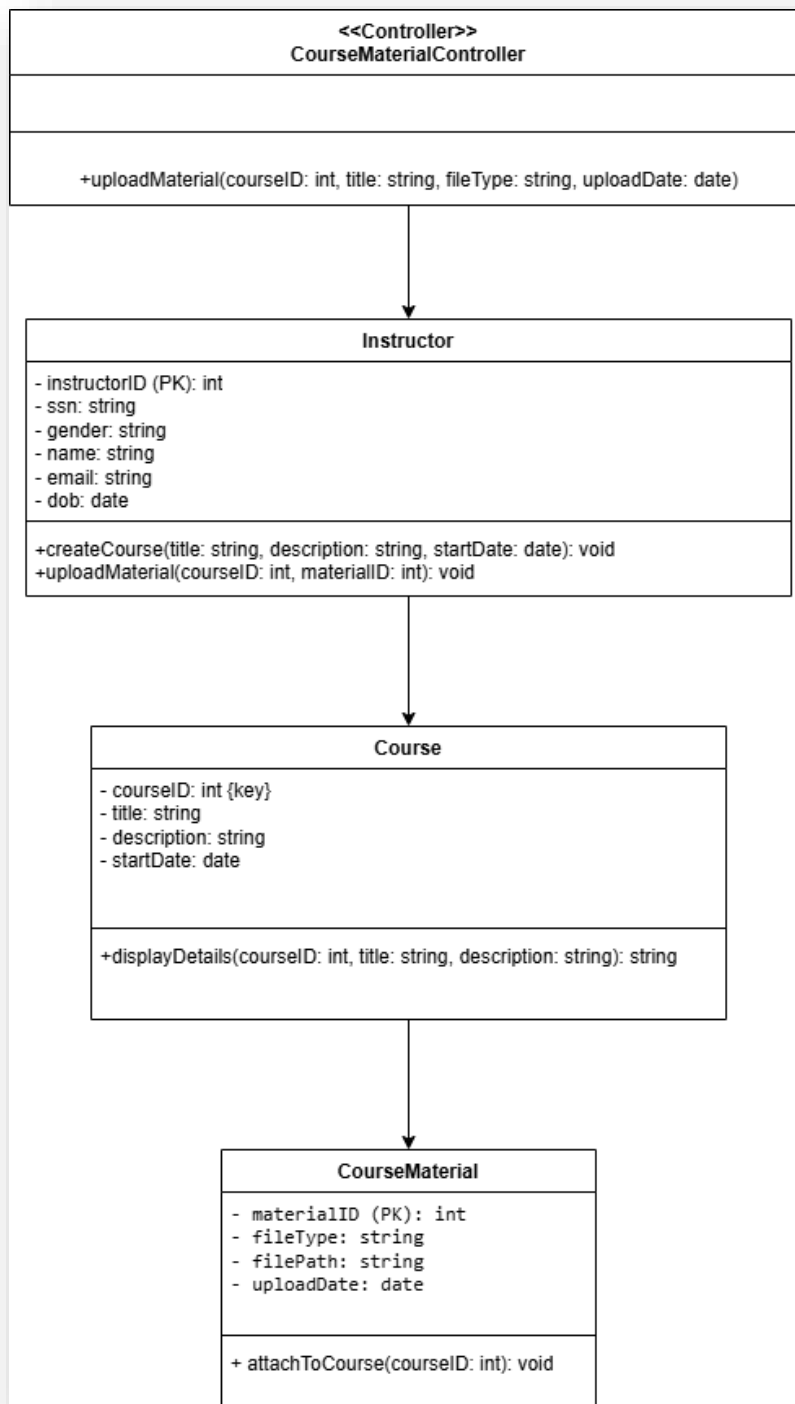 <<Controller>>
CourseMaterialController
+uploadMaterial(courseID: int, title: string, fileType: string, uploadDate: date)
Instructor
- instructorID (PK): int
- ssn: string
- gender: string
- name: string
- email: string
- dob: date
+createCourse(title: string, description: string, startDate: date): void
+uploadMaterial(courseID: int, materialID: int): void
Course
- courseID: int {key}
- title: string
- description: string
- startDate: date
+displayDetails(courseID: int, title: string, description: string): string
CourseMaterial
- materialID (PK): int
- fileType: string
- filePath: string
- uploadDate: date
+ attachToCourse(courseID: int): void